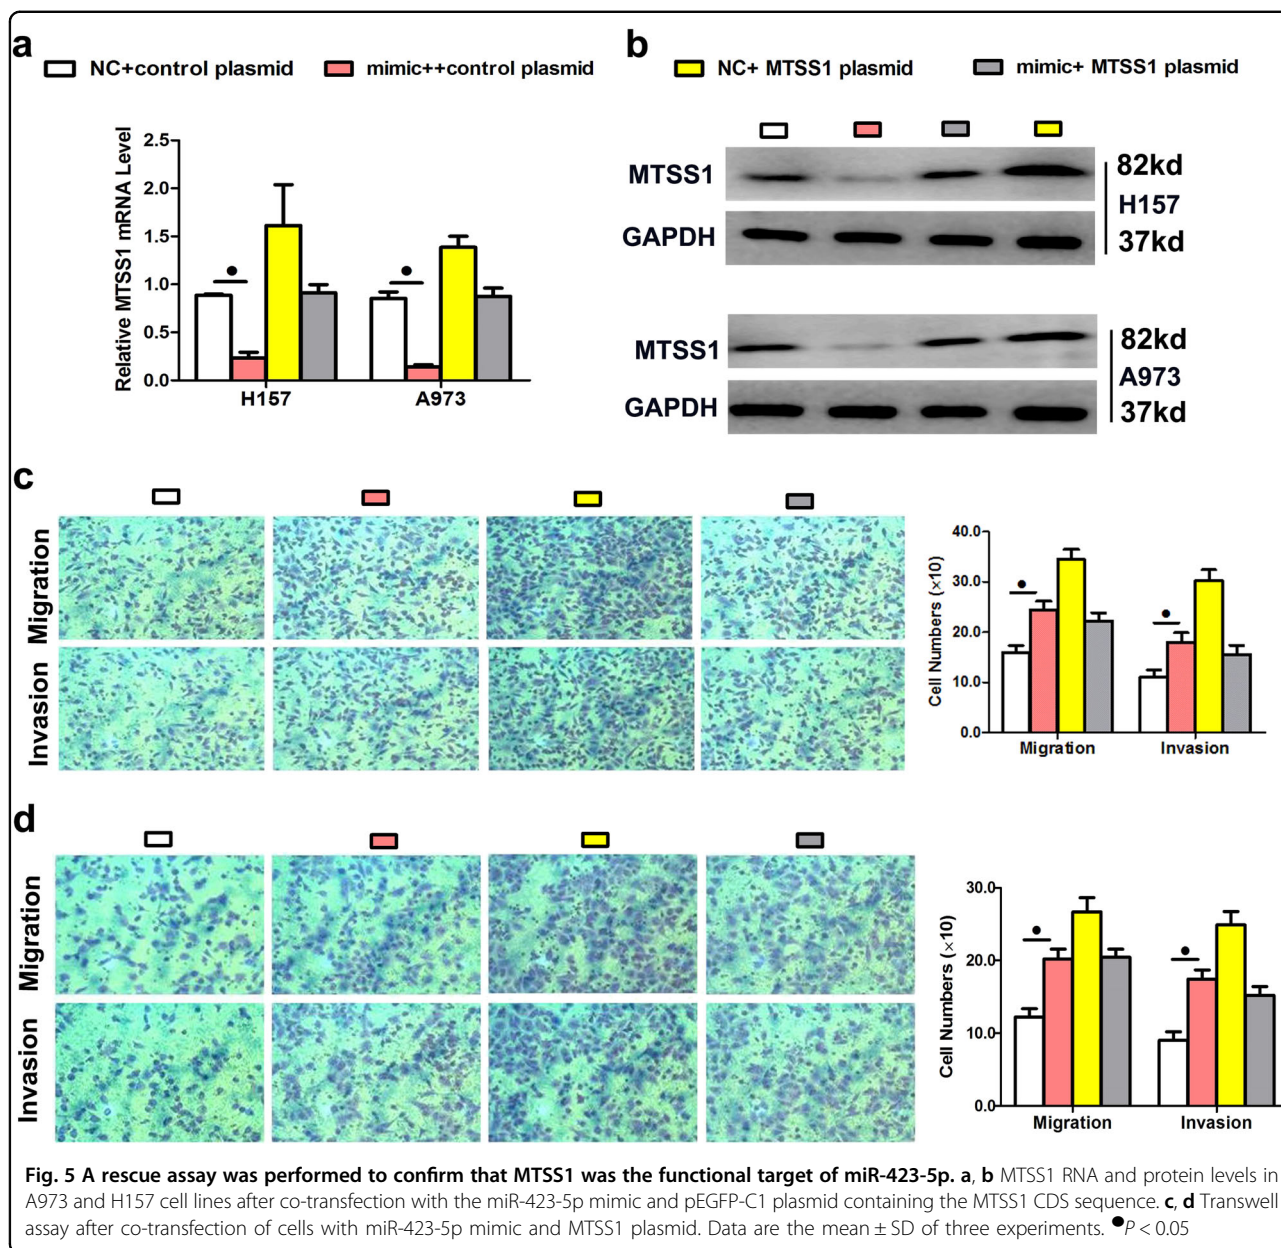 a
b
NC+control plasmid
mimic++control plasmid
NC+ MTSS1 plasmid
mimic+ MTSS1 plasmid
Relative MTSS1 mRNA Level
2.5
2.0
1.5
1.0
0.5
0.0
H157
A973
MTSS1
82kd
H157
GAPDH
37kd
MTSS1
82kd
A973
GAPDH
37kd
c
Migration
Invasion
Cell Numbers (×10)
40.0
30.0
20.0
10.0
0.0
Migration
Invasion
d
Migration
Invasion
Cell Numbers (×10)
30.0
20.0
10.0
0.0
Migration
Invasion
Fig. 5 A rescue assay was performed to confirm that MTSS1 was the functional target of miR-423-5p. a, b MTSS1 RNA and protein levels in
A973 and H157 cell lines after co-transfection with the miR-423-5p mimic and pEGFP-C1 plasmid containing the MTSS1 CDS sequence. c, d Transwell
assay after co-transfection of cells with miR-423-5p mimic and MTSS1 plasmid. Data are the mean ± SD of three experiments. ●P < 0.05